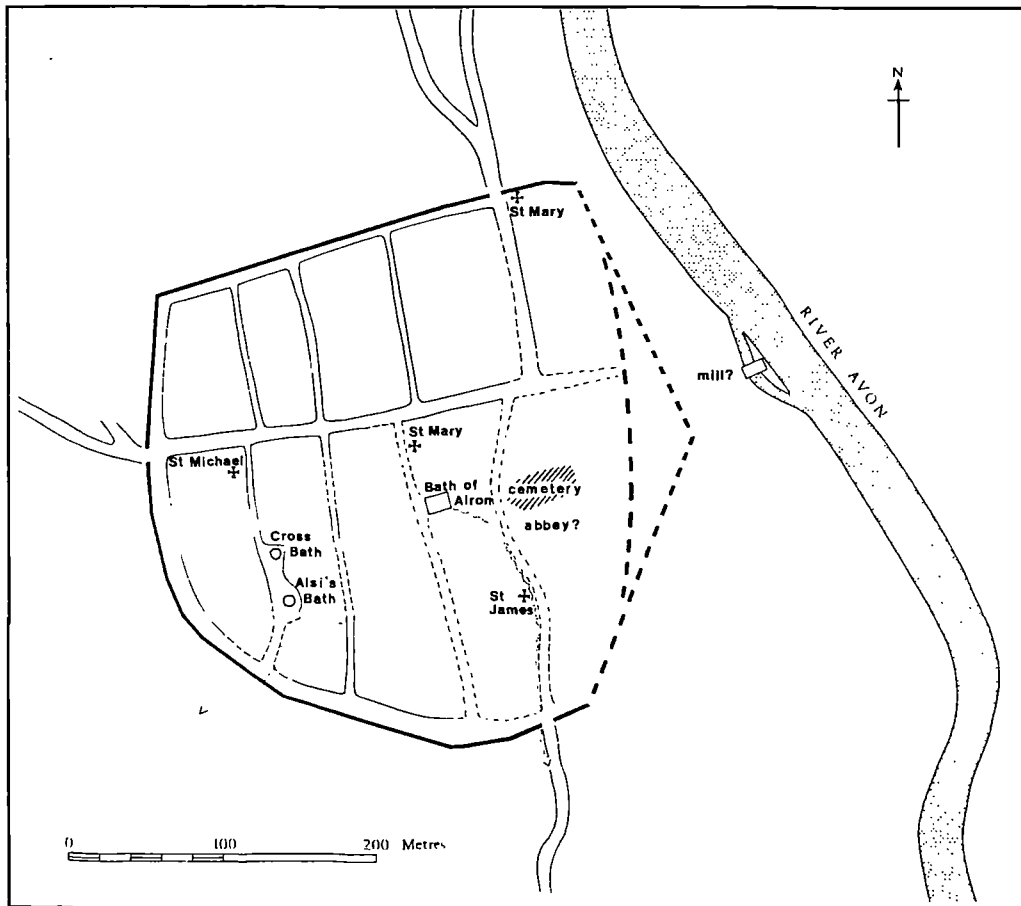 N
St Mary
RIVER AVON
mill?
St Mary
St Michael
Bath of
Alrom
cemetery
abbey?
Cross
Bath
Alsi's
Bath
St
James
0 100 200 Metres